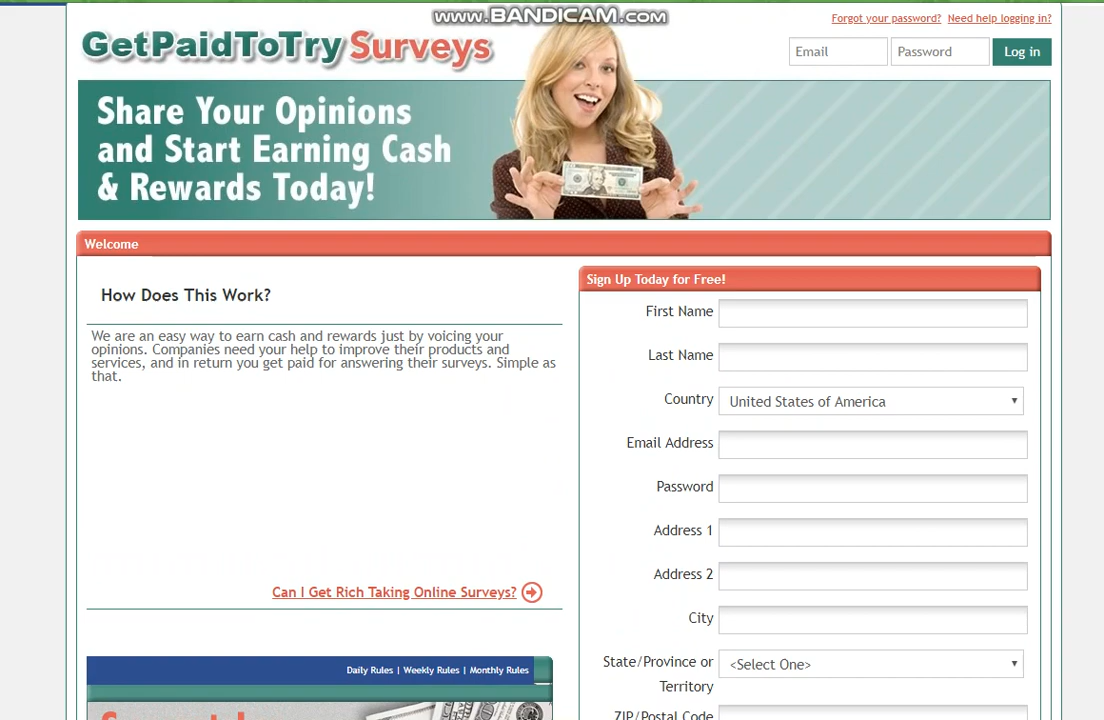 www.BANDICAM.com
Forgot your password? Need help logging in?
GetPaidToTry Surveys
Email Password Log in
Share Your Opinions
and Start Earning Cash
& Rewards Today!
Welcome
How Does This Work?
We are an easy way to earn cash and rewards just by voicing your
opinions. Companies need your help to improve their products and
services, and in return you get paid for answering their surveys. Simple as
that.
Can I Get Rich Taking Online Surveys?
Daily Rules | Weekly Rules | Monthly Rules
Sign Up Today for Free!
First Name
Last Name
Country United States of America
Email Address
Password
Address 1
Address 2
City
State/Province or
Territory
<Select One>
ZIP/Postal Code